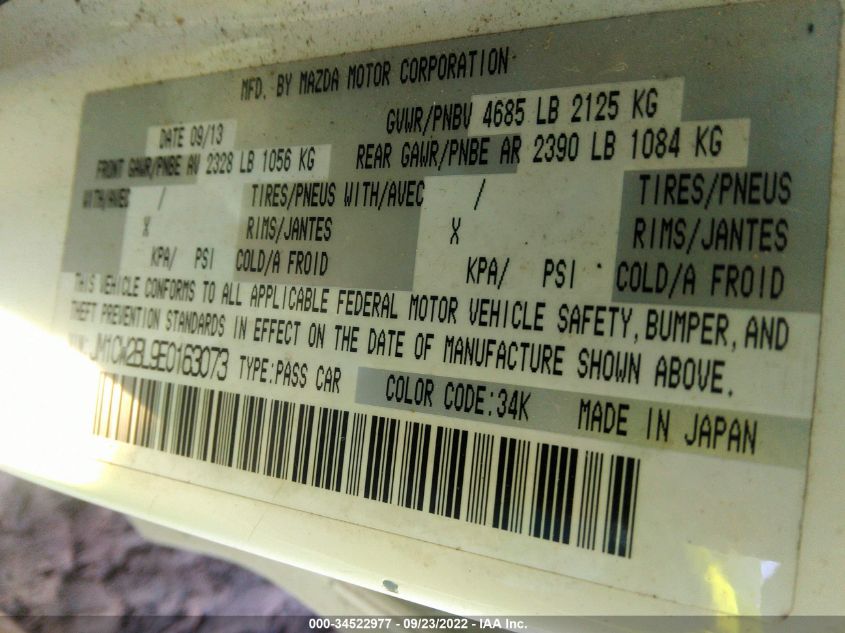 MFD. BY MAZDA MOTOR CORPORATION
DATE 09/13 GVWR/PNBV 4685 LB 2125 KG
FRONT GAWR/PNBE AV 2328 LB 1056 KG REAR GAWR/PNBE AR 2390 LB 1084 KG
WITH/AVEC / TIRES/PNEUS WITH/AVEC / TIRES/PNEUS
X RIMS/JANTES X RIMS/JANTES
KPA/ PSI COLD/A FROID KPA/ PSI COLD/A FROID
THIS VEHICLE CONFORMS TO ALL APPLICABLE FEDERAL MOTOR VEHICLE SAFETY, BUMPER, AND
THEFT PREVENTION STANDARDS IN EFFECT ON THE DATE OF MANUFACTURE SHOWN ABOVE.
VIN: JM1CW2BL9E0163073 TYPE:PASS CAR COLOR CODE:34K MADE IN JAPAN
000-34522977 - 09/23/2022 - IAA Inc.